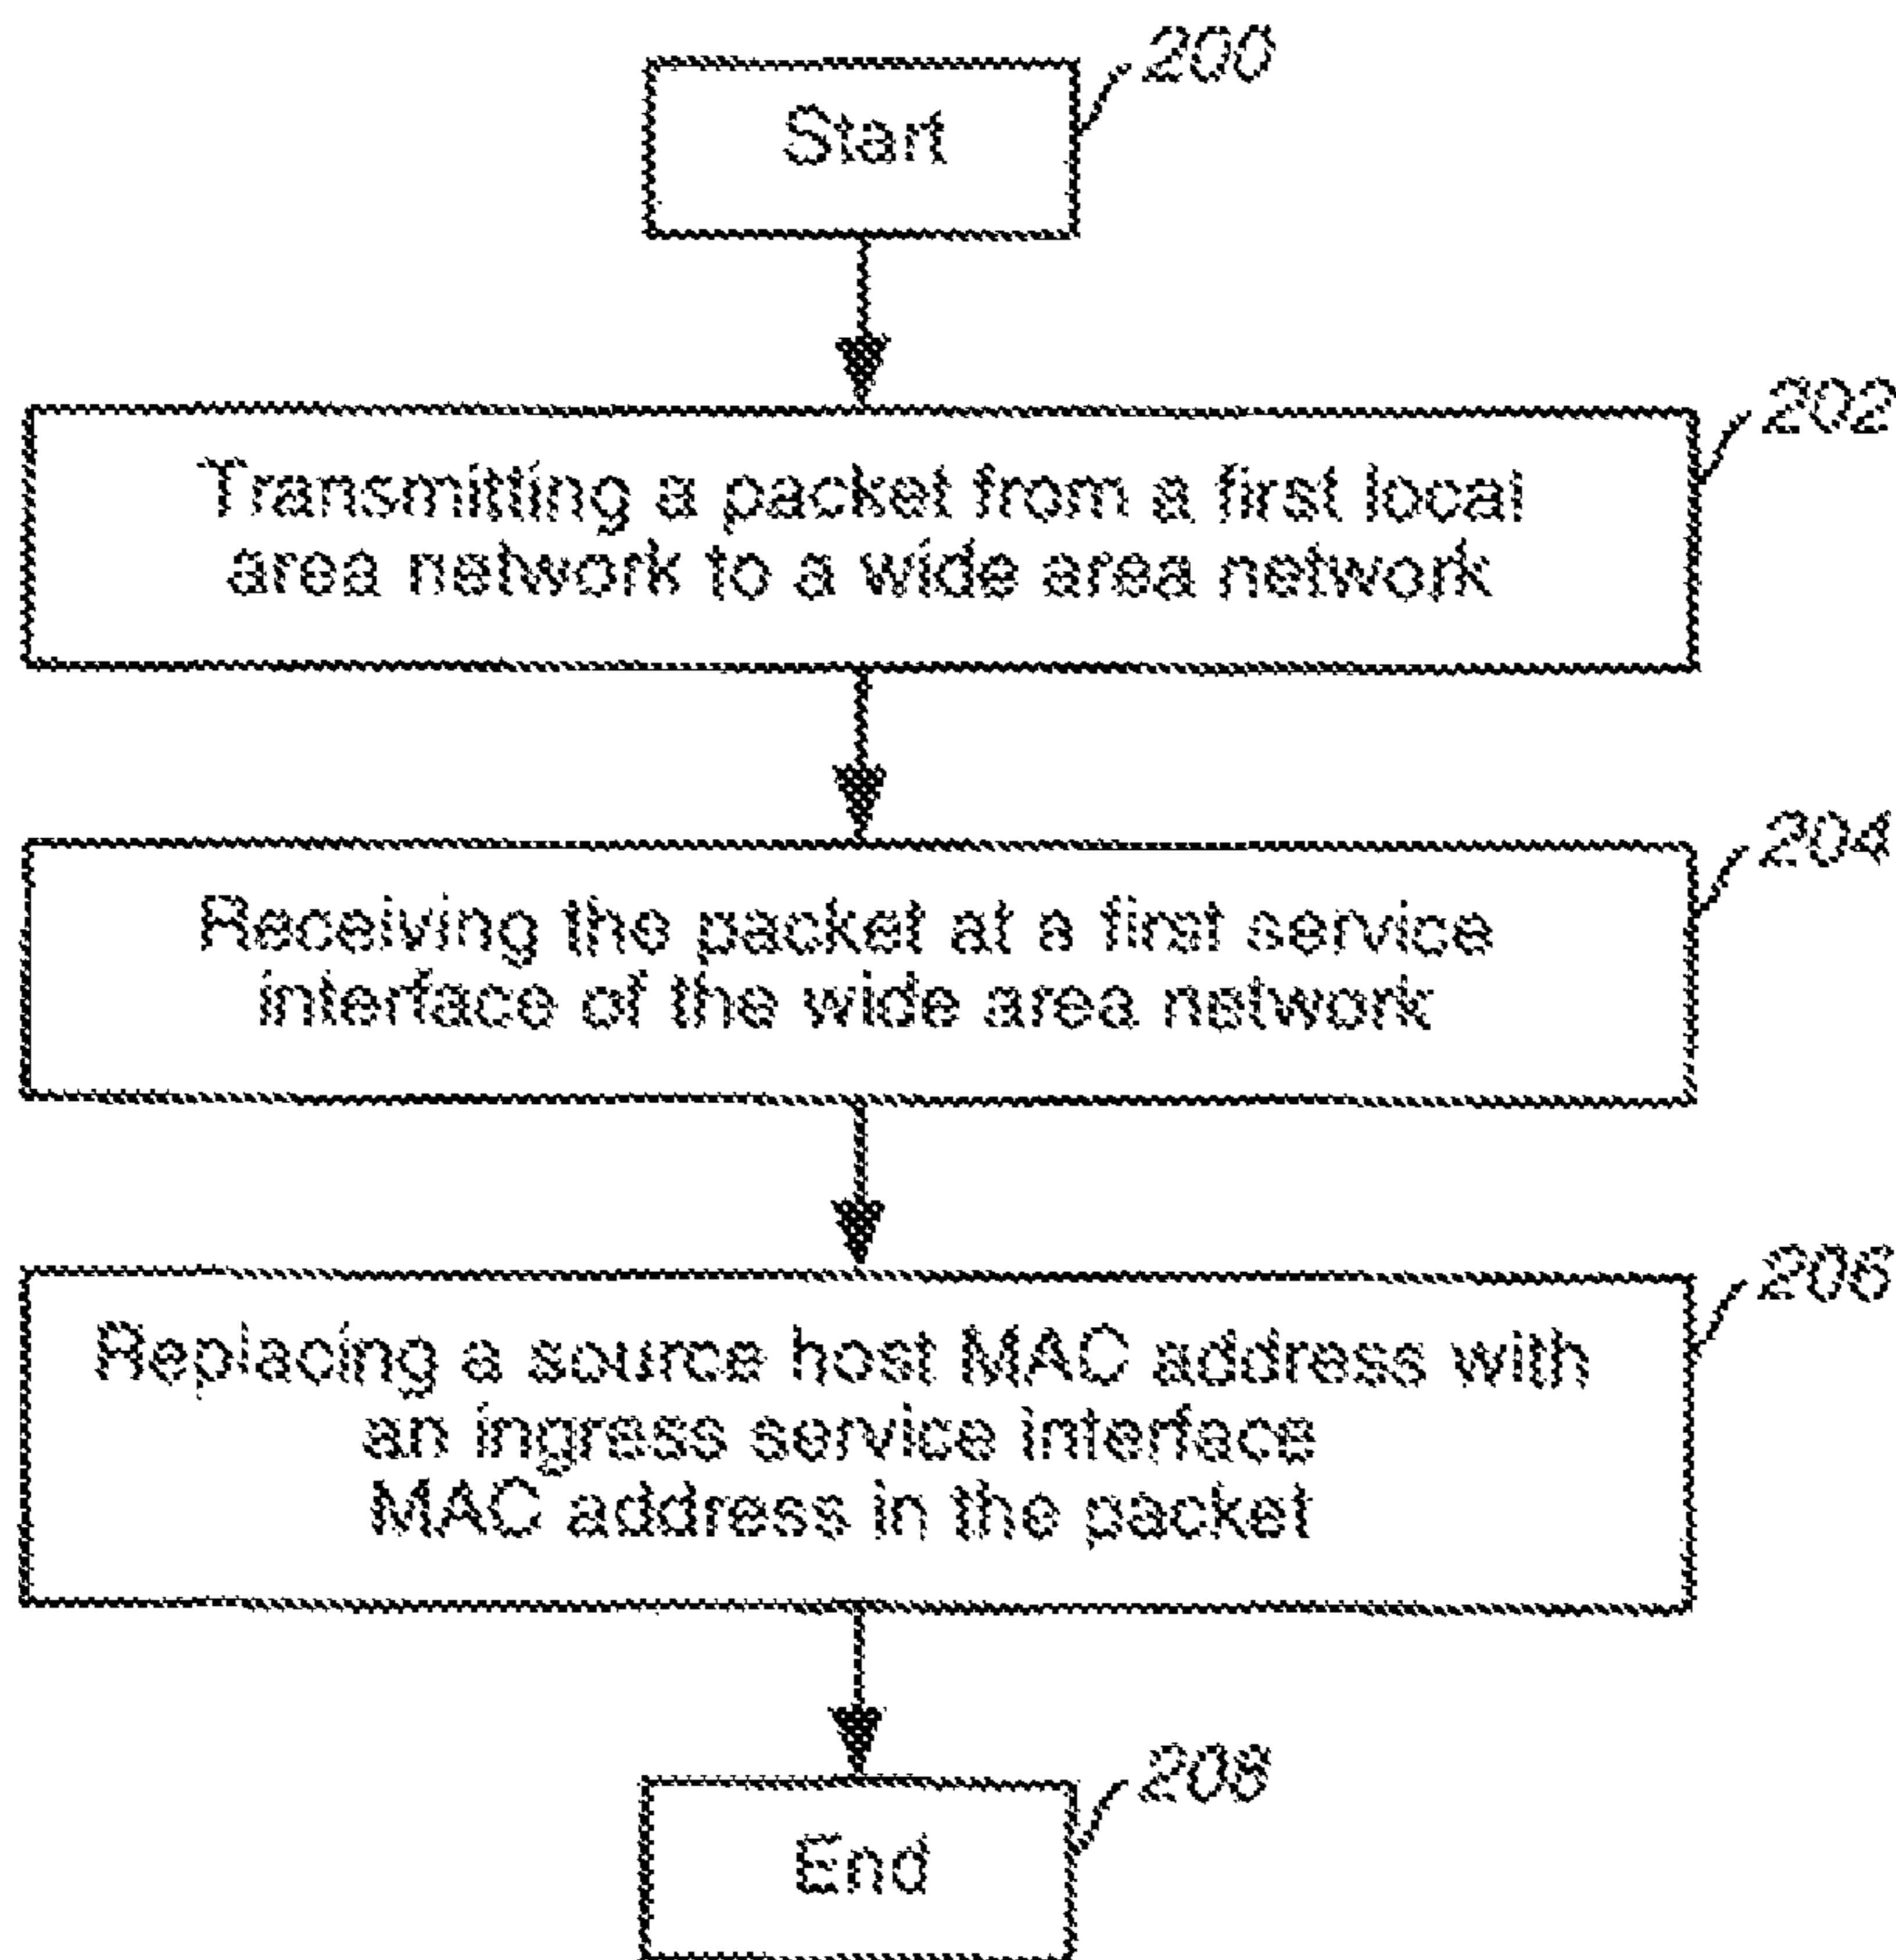 200
Start
202
Transmitting a packet from a first local
area network to a wide area network
204
Receiving the packet at a first service
interface of the wide area network
206
Replacing a source host MAC address with
an ingress service interface
MAC address in the packet
208
End